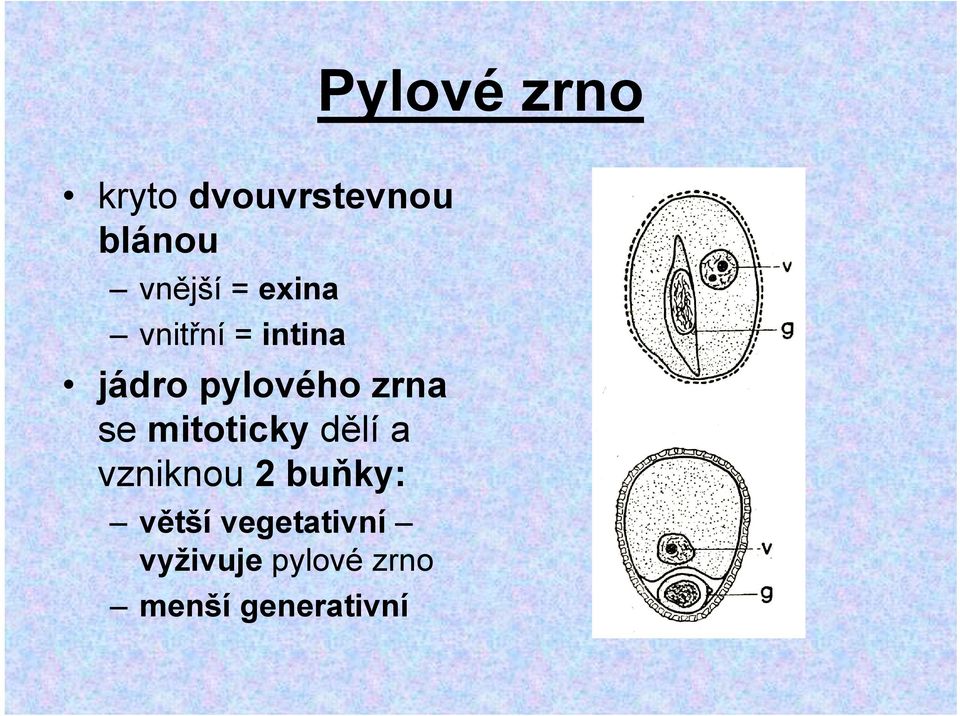 Pylové zrno
• kryto dvouvrstevnou
blánou
– vnější = exina
– vnitřní = intina
• jádro pylového zrna
se mitoticky dělí a
vzniknou 2 buňky:
– větší vegetativní –
vyživuje pylové zrno
– menší generativní
v
g
v
g